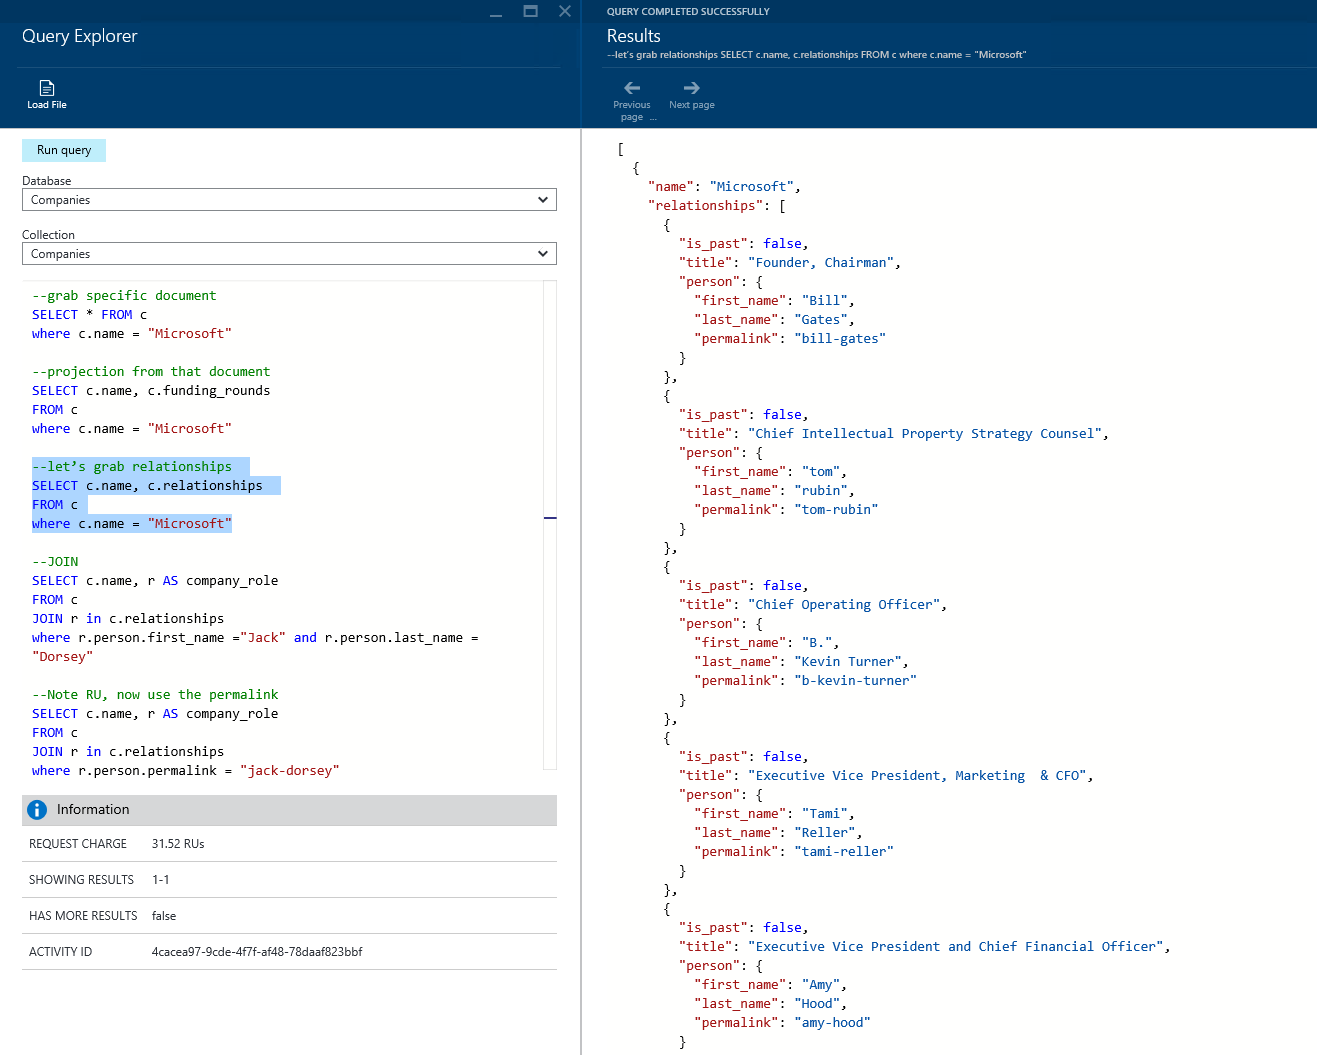 Query Explorer
Load File
Run query
Database
Companies
Collection
Companies
--grab specific document
SELECT * FROM c
where c.name = "Microsoft"
--projection from that document
SELECT c.name, c.funding_rounds
FROM c
where c.name = "Microsoft"
--let’s grab relationships
SELECT c.name, c.relationships
FROM c
where c.name = "Microsoft"
--JOIN
SELECT c.name, r AS company_role
FROM c
JOIN r in c.relationships
where r.person.first_name ="Jack" and r.person.last_name =
"Dorsey"
--Note RU, now use the permalink
SELECT c.name, r AS company_role
FROM c
JOIN r in c.relationships
where r.person.permalink = "jack-dorsey"
Information
REQUEST CHARGE 31.52 RUs
SHOWING RESULTS 1-1
HAS MORE RESULTS false
ACTIVITY ID 4cacea97-9cde-4f7f-af48-78daaf823bbf
QUERY COMPLETED SUCCESSFULLY
Results
--let's grab relationships SELECT c.name, c.relationships FROM c where c.name = "Microsoft"
Previous page ...
Next page
[
{
"name": "Microsoft",
"relationships": [
{
"is_past": false,
"title": "Founder, Chairman",
"person": {
"first_name": "Bill",
"last_name": "Gates",
"permalink": "bill-gates"
}
},
{
"is_past": false,
"title": "Chief Intellectual Property Strategy Counsel",
"person": {
"first_name": "tom",
"last_name": "rubin",
"permalink": "tom-rubin"
}
},
{
"is_past": false,
"title": "Chief Operating Officer",
"person": {
"first_name": "B.",
"last_name": "Kevin Turner",
"permalink": "b-kevin-turner"
}
},
{
"is_past": false,
"title": "Executive Vice President, Marketing  & CFO",
"person": {
"first_name": "Tami",
"last_name": "Reller",
"permalink": "tami-reller"
}
},
{
"is_past": false,
"title": "Executive Vice President and Chief Financial Officer",
"person": {
"first_name": "Amy",
"last_name": "Hood",
"permalink": "amy-hood"
}